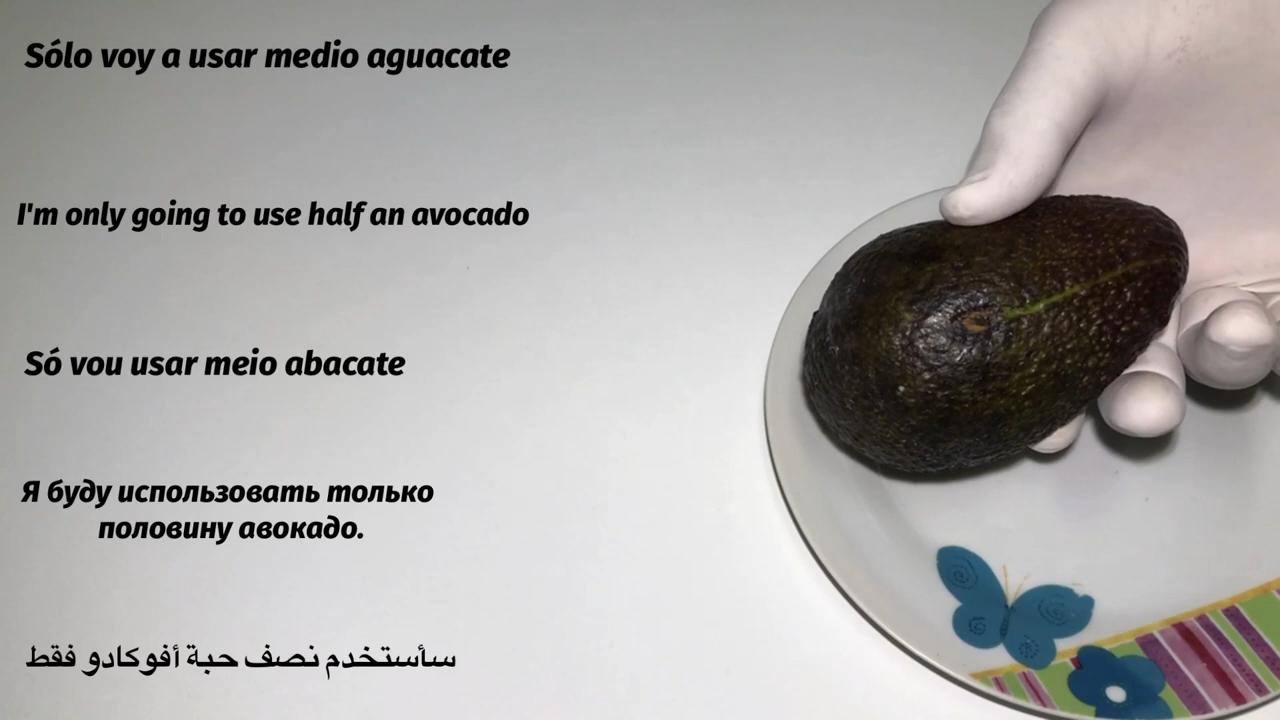 Sólo voy a usar medio aguacate
I'm only going to use half an avocado
Só vou usar meio abacate
Я буду использовать только
половину авокадо.
سأستخدم نصف حبة أفوكادو فقط